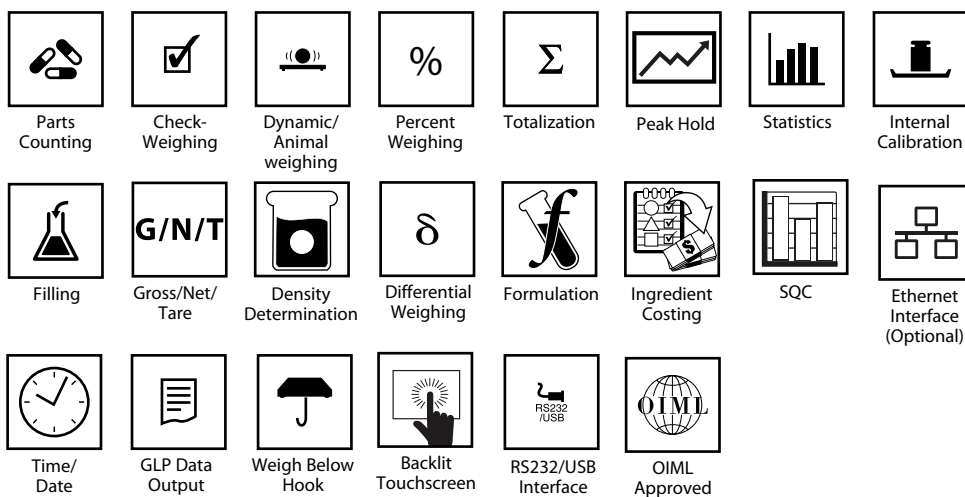 %
Σ
Parts
Counting
Check-
Weighing
Dynamic/
Animal
weighing
Percent
Weighing
Totalization
Peak Hold
Statistics
Internal
Calibration
G/N/T
δ
f
$
Filling
Gross/Net/
Tare
Density
Determination
Differential
Weighing
Formulation
Ingredient
Costing
SQC
Ethernet
Interface
(Optional)
RS232
/USB
OIML
Time/
Date
GLP Data
Output
Weigh Below
Hook
Backlit
Touchscreen
RS232/USB
Interface
OIML
Approved